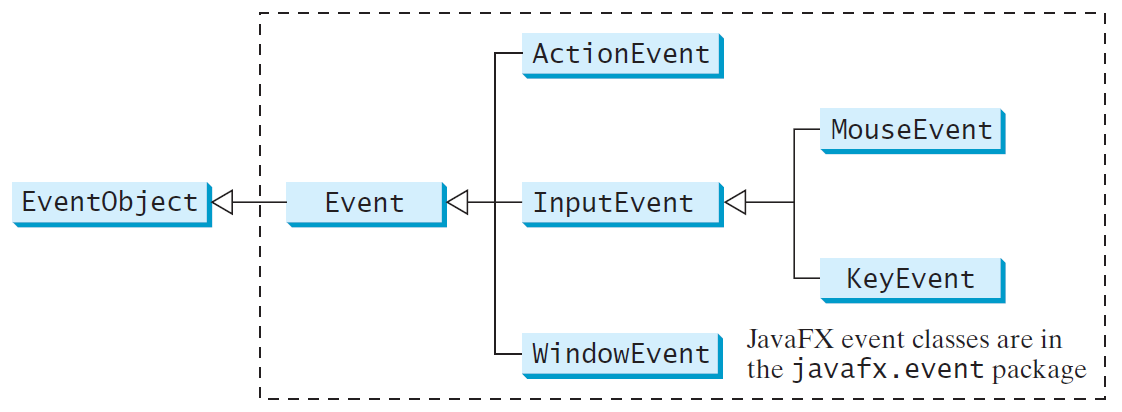 ActionEvent
MouseEvent
EventObject
Event
InputEvent
KeyEvent
WindowEvent
JavaFX event classes are in
the javafx.event package